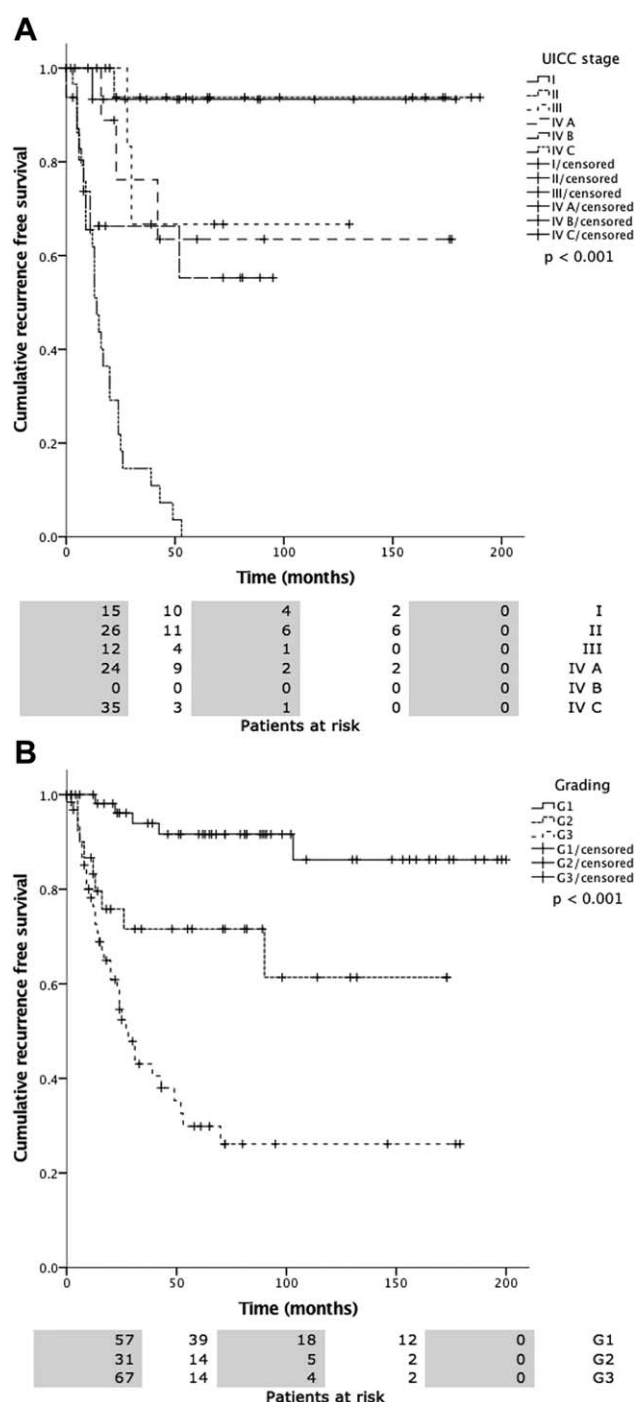 A
UICC stage
I
II
III
IV A
IV B
IV C
I/censored
II/censored
III/censored
IV A/censored
IV B/censored
IV C/censored
p < 0.001
Cumulative recurrence free survival
1.0
0.8
0.6
0.4
0.2
0.0
0 50 100 150 200
Time (months)
15 10 4 2 0 I
26 11 6 6 0 II
12 4 1 0 0 III
24 9 2 2 0 IV A
0 0 0 0 0 IV B
35 3 1 0 0 IV C
Patients at risk
B
Grading
G1
G2
G3
G1/censored
G2/censored
G3/censored
p < 0.001
Cumulative recurrence free survival
1.0
0.8
0.6
0.4
0.2
0.0
0 50 100 150 200
Time (months)
57 39 18 12 0 G1
31 14 5 2 0 G2
67 14 4 2 0 G3
Patients at risk